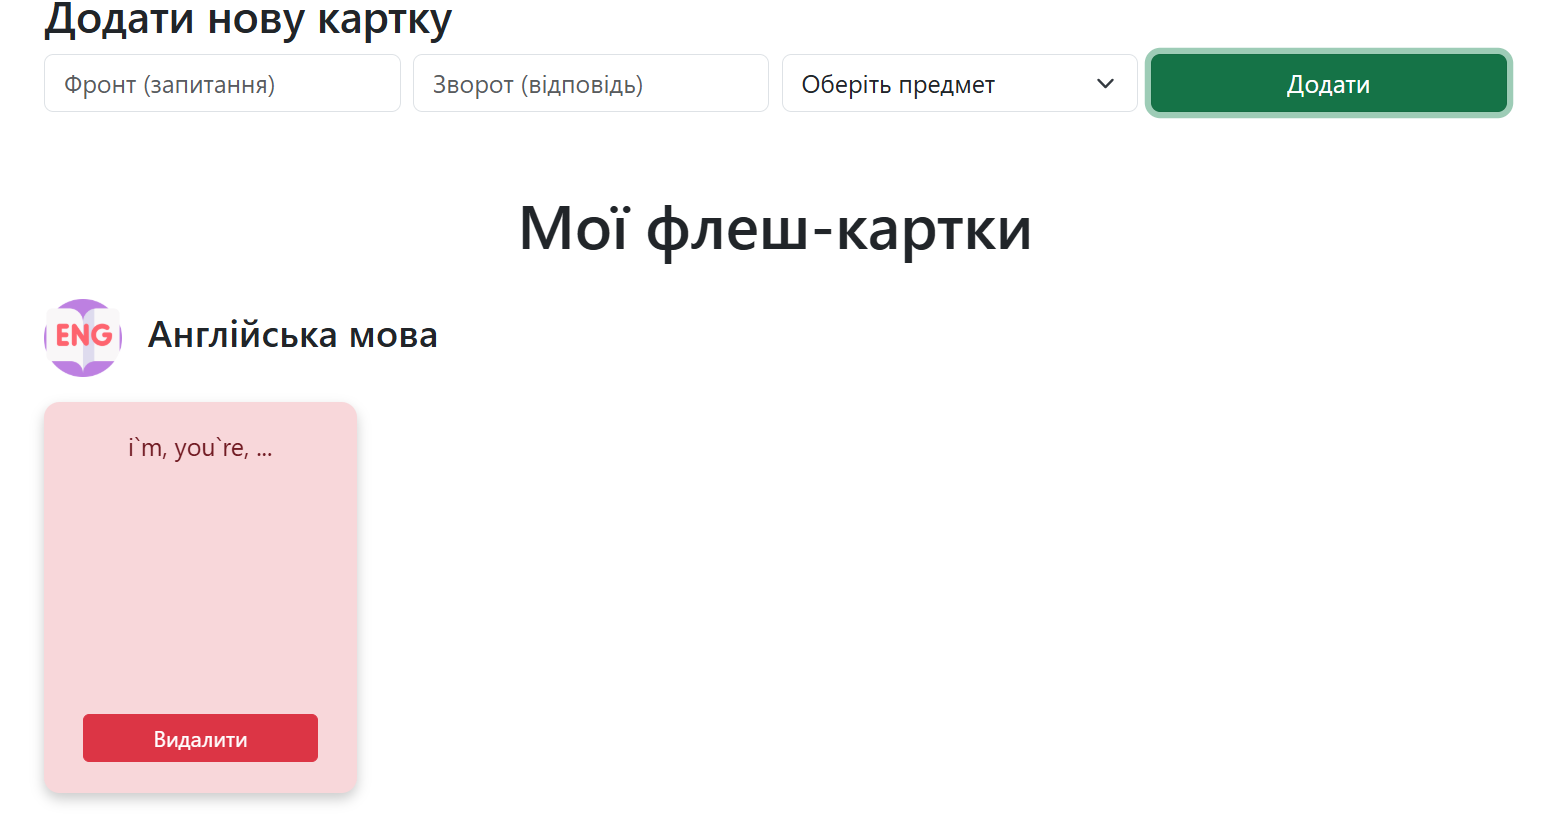 Додати нову картку
Фронт (запитання)
Зворот (відповідь)
Оберіть предмет
Додати
Мої флеш-картки
ENG
Англійська мова
i`m, you`re, ...
Видалити